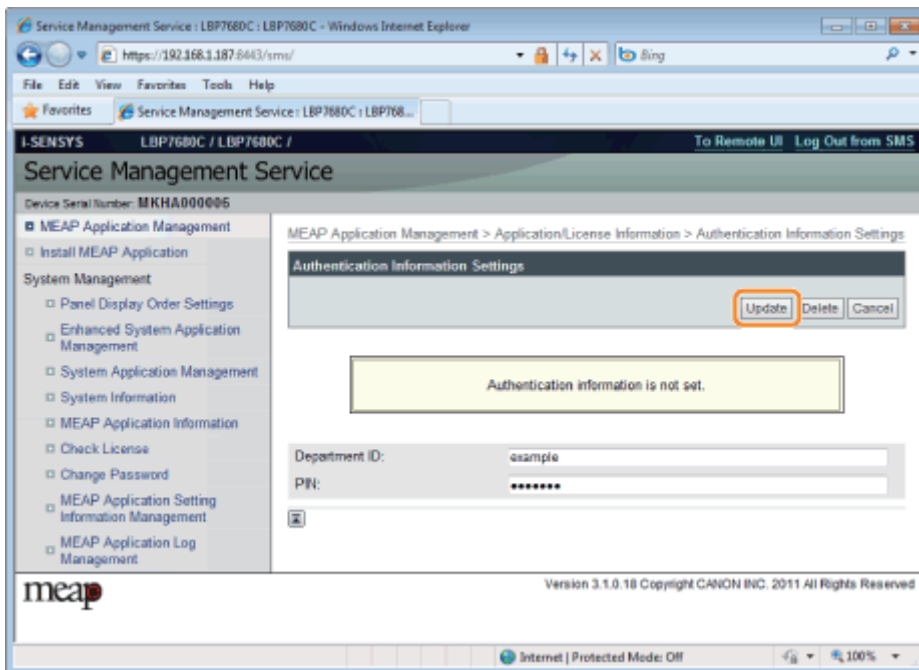 Service Management Service : LBP7680C : LBP7680C - Windows Internet Explorer
https://192.168.1.187:8443/sms/
Bing
File Edit View Favorites Tools Help
Favorites
Service Management Service : LBP7680C : LBP768...
i-SENSYS LBP7680C / LBP7680C / To Remote UI Log Out from SMS
Service Management Service
Device Serial Number: MKHA000006
MEAP Application Management
Install MEAP Application
System Management
Panel Display Order Settings
Enhanced System Application
Management
System Application Management
System Information
MEAP Application Information
Check License
Change Password
MEAP Application Setting
Information Management
MEAP Application Log
Management
MEAP Application Management > Application/License Information > Authentication Information Settings
Authentication Information Settings
Update Delete Cancel
Authentication information is not set.
Department ID: example
PIN: •••••••
meap
Version 3.1.0.18 Copyright CANON INC. 2011 All Rights Reserved
Internet | Protected Mode: Off 100%